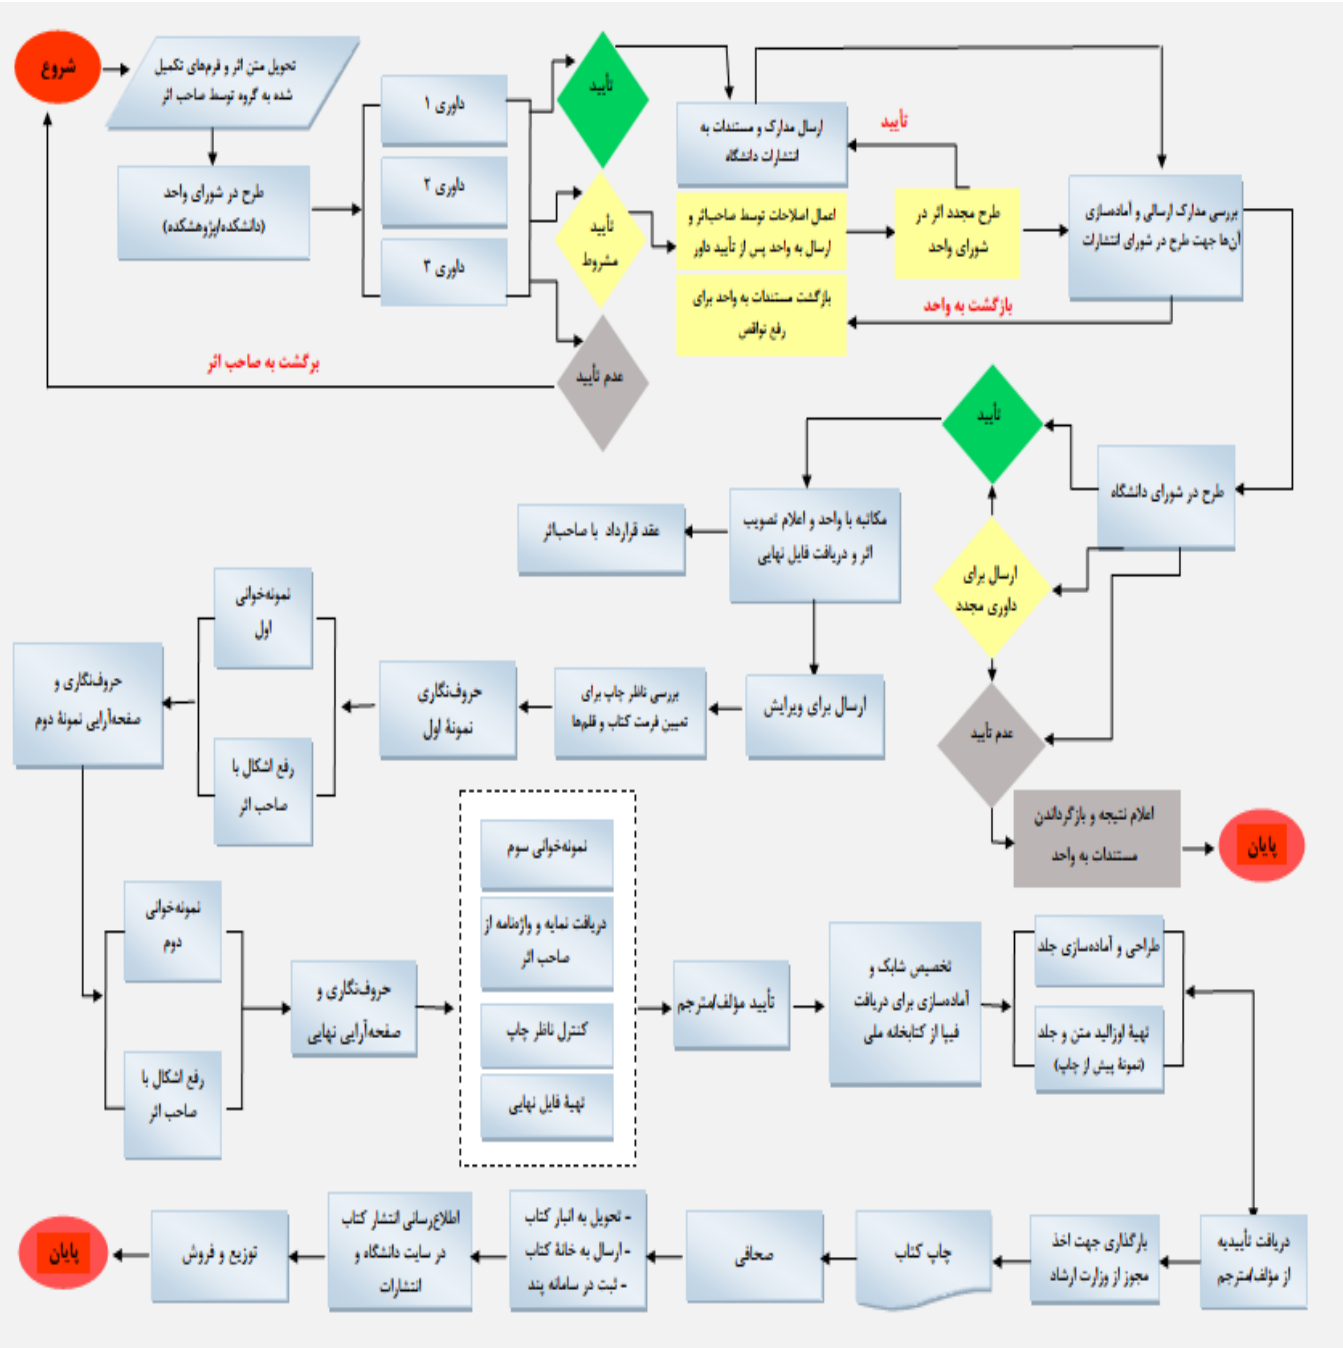 شروع
تحویل متن اثر و فرم‌های تکمیل
شده به گروه توسط صاحب اثر
طرح در شورای واحد
(دانشکده/پژوهشکده)
داوری ۱
داوری ۲
داوری ۳
تأیید
تأیید
مشروط
عدم تأیید
برگشت به صاحب اثر
ارسال مدارک و مستندات به
انتشارات دانشگاه
اعمال اصلاحات توسط صاحب‌اثر و
ارسال به واحد پس از تأیید داور
بازگشت مستندات به واحد برای
رفع نواقص
تأیید
طرح مجدد اثر در
شورای واحد
بازگشت به واحد
بررسی مدارک ارسالی و آماده‌سازی
آن‌ها جهت طرح در شورای انتشارات
طرح در شورای دانشگاه
تأیید
ارسال برای
داوری مجدد
عدم تأیید
اعلام نتیجه و بازگرداندن
مستندات به واحد
پایان
مکاتبه با واحد و اعلام تصویب
اثر و دریافت فایل نهایی
عقد قرارداد با صاحب‌اثر
ارسال برای ویرایش
بررسی ناظر چاپ برای
تعیین فرمت کتاب و قلم‌ها
حروف‌نگاری
نمونهٔ اول
نمونه‌خوانی
اول
رفع اشکال با
صاحب اثر
حروف‌نگاری و
صفحه‌آرایی نمونهٔ دوم
نمونه‌خوانی
دوم
رفع اشکال با
صاحب اثر
حروف‌نگاری و
صفحه‌آرایی نهایی
نمونه‌خوانی سوم
دریافت نمایه و واژه‌نامه از
صاحب اثر
کنترل ناظر چاپ
تهیهٔ فایل نهایی
تأیید مؤلف/مترجم
تخصیص شابک و
آماده‌سازی برای دریافت
فیپا از کتابخانه ملی
طراحی و آماده‌سازی جلد
تهیهٔ اوزالید متن و جلد
(نمونهٔ پیش از چاپ)
دریافت تأییدیه
از مؤلف/مترجم
بارگذاری جهت اخذ
مجوز از وزارت ارشاد
چاپ کتاب
صحافی
- تحویل به انبار کتاب
- ارسال به خانهٔ کتاب
- ثبت در سامانه پند
اطلاع‌رسانی انتشار کتاب
در سایت دانشگاه و
انتشارات
توزیع و فروش
پایان